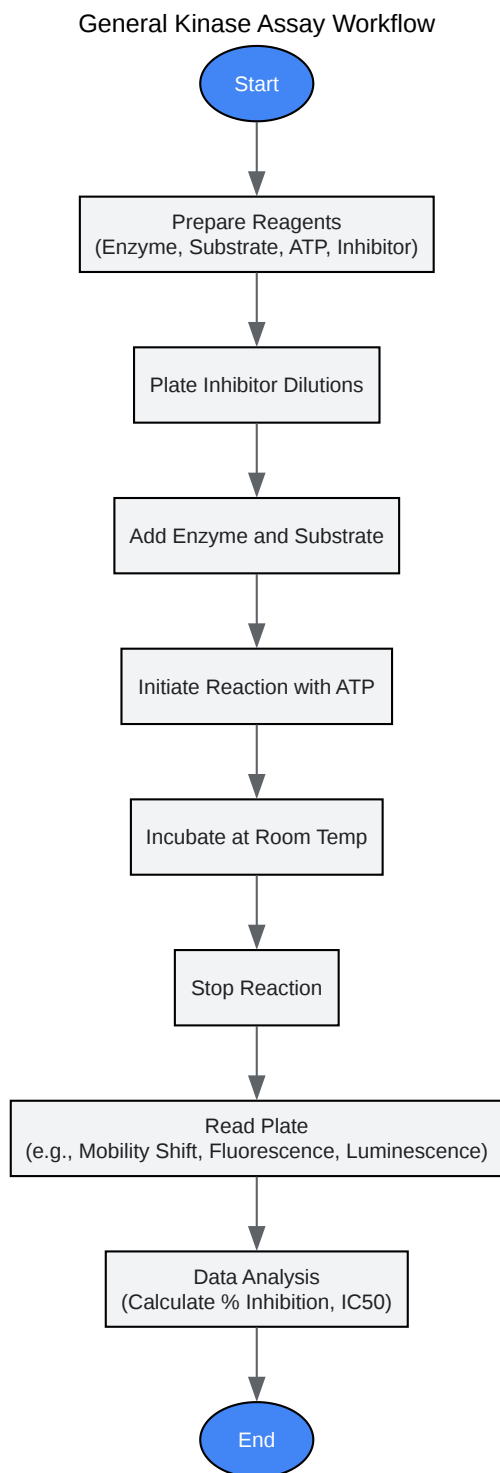 General Kinase Assay Workflow
Start
Prepare Reagents
(Enzyme, Substrate, ATP, Inhibitor)
Plate Inhibitor Dilutions
Add Enzyme and Substrate
Initiate Reaction with ATP
Incubate at Room Temp
Stop Reaction
Read Plate
(e.g., Mobility Shift, Fluorescence, Luminescence)
Data Analysis
(Calculate % Inhibition, IC50)
End